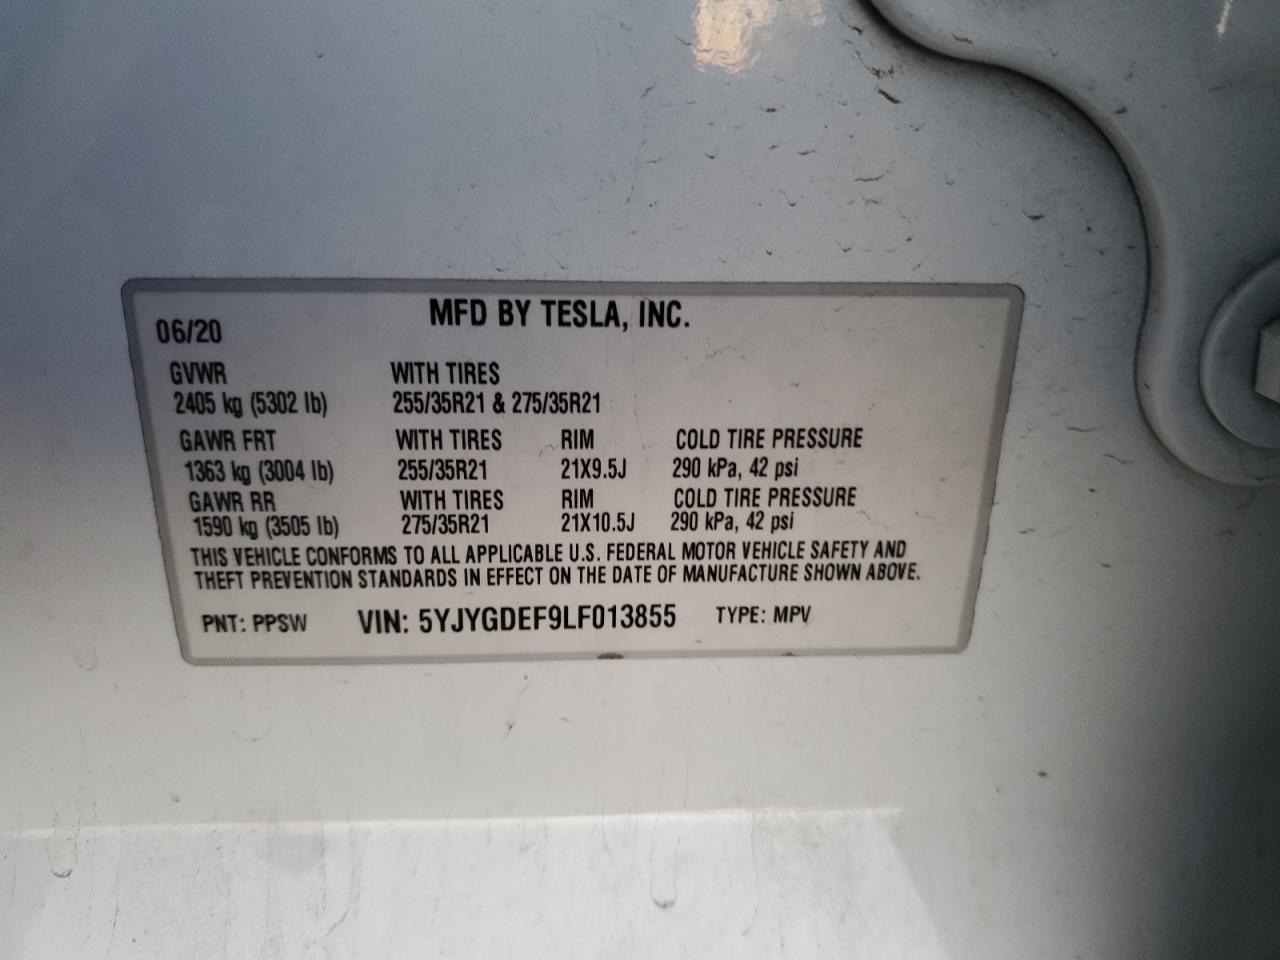 MFD BY TESLA, INC.
06/20
GVWR WITH TIRES
2405 kg (5302 lb) 255/35R21 & 275/35R21
GAWR FRT WITH TIRES RIM COLD TIRE PRESSURE
1363 kg (3004 lb) 255/35R21 21X9.5J 290 kPa, 42 psi
GAWR RR WITH TIRES RIM COLD TIRE PRESSURE
1590 kg (3505 lb) 275/35R21 21X10.5J 290 kPa, 42 psi
THIS VEHICLE CONFORMS TO ALL APPLICABLE U.S. FEDERAL MOTOR VEHICLE SAFETY AND
THEFT PREVENTION STANDARDS IN EFFECT ON THE DATE OF MANUFACTURE SHOWN ABOVE.
PNT: PPSW VIN: 5YJYGDEF9LF013855 TYPE: MPV